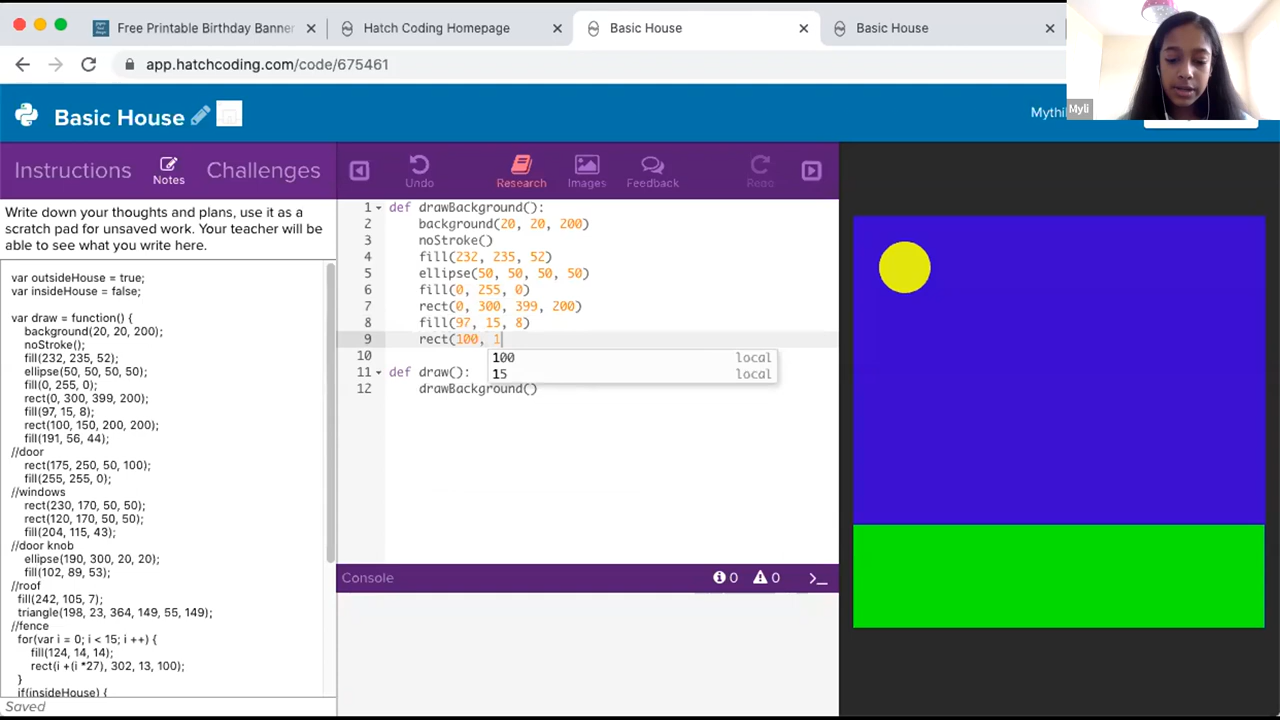 Free Printable Birthday Banner
Hatch Coding Homepage
Basic House
Basic House
app.hatchcoding.com/code/675461
Myli
Basic House
Instructions
Notes
Challenges
Undo
Research
Images
Feedback
Write down your thoughts and plans, use it as a
scratch pad for unsaved work. Your teacher will be
able to see what you write here.
var outsideHouse = true;
var insideHouse = false;
var draw = function() {
background(20, 20, 200);
noStroke();
fill(232, 235, 52);
ellipse(50, 50, 50, 50);
fill(0, 255, 0);
rect(0, 300, 399, 200);
fill(97, 15, 8);
rect(100, 150, 200, 200);
fill(191, 56, 44);
//door
rect(175, 250, 50, 100);
fill(255, 255, 0);
//windows
rect(230, 170, 50, 50);
rect(120, 170, 50, 50);
fill(204, 115, 43);
//door knob
ellipse(190, 300, 20, 20);
fill(102, 89, 53);
//roof
fill(242, 105, 7);
triangle(198, 23, 364, 149, 55, 149);
//fence
for(var i = 0; i < 15; i ++) {
fill(124, 14, 14);
rect(i +(i *27), 302, 13, 100);
}
if(insideHouse) {
Saved
1 def drawBackground():
2 background(20, 20, 200)
3 noStroke()
4 fill(232, 235, 52)
5 ellipse(50, 50, 50, 50)
6 fill(0, 255, 0)
7 rect(0, 300, 399, 200)
8 fill(97, 15, 8)
9 rect(100, 1
10
100 local
15 local
11 def draw():
12 drawBackground()
Console
0
0